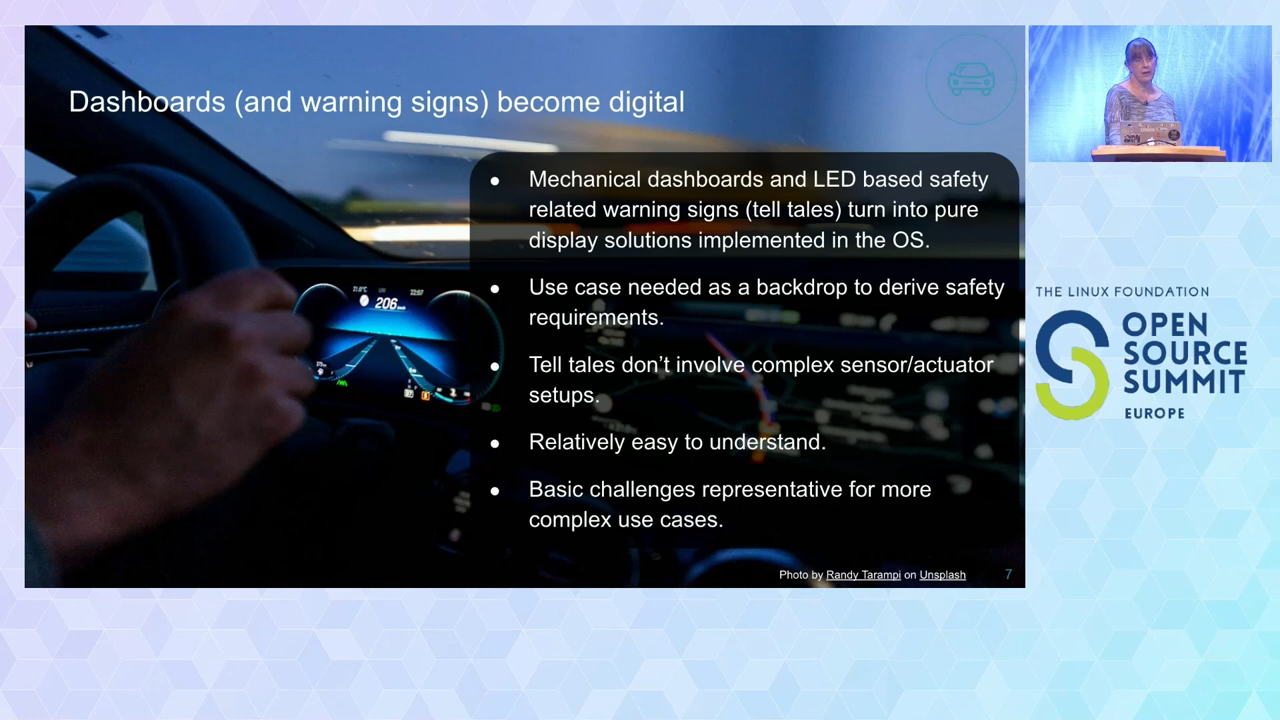 Dashboards (and warning signs) become digital
● Mechanical dashboards and LED based safety
related warning signs (tell tales) turn into pure
display solutions implemented in the OS.
● Use case needed as a backdrop to derive safety
requirements.
● Tell tales don’t involve complex sensor/actuator
setups.
● Relatively easy to understand.
● Basic challenges representative for more
complex use cases.
206
Photo by Randy Tarampi on Unsplash
7
THE LINUX FOUNDATION
OPEN
SOURCE
SUMMIT
EUROPE